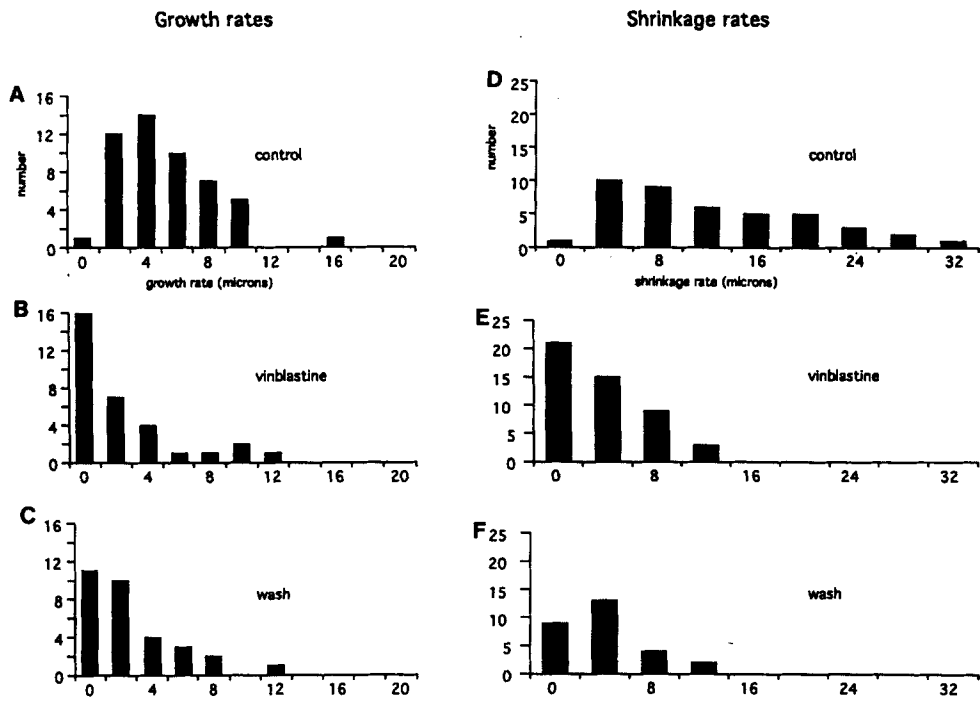 Growth rates
Shrinkage rates
A
16
12
8
4
0
number
control
0 4 8 12 16 20
growth rate (microns)
D
25
20
15
10
5
0
number
control
0 8 16 24 32
shrinkage rate (microns)
B
16
12
8
4
0
vinblastine
0 4 8 12 16 20
E
25
20
15
10
5
0
vinblastine
0 8 16 24 32
C
16
12
8
4
0
wash
0 4 8 12 16 20
F
25
20
15
10
5
0
wash
0 8 16 24 32